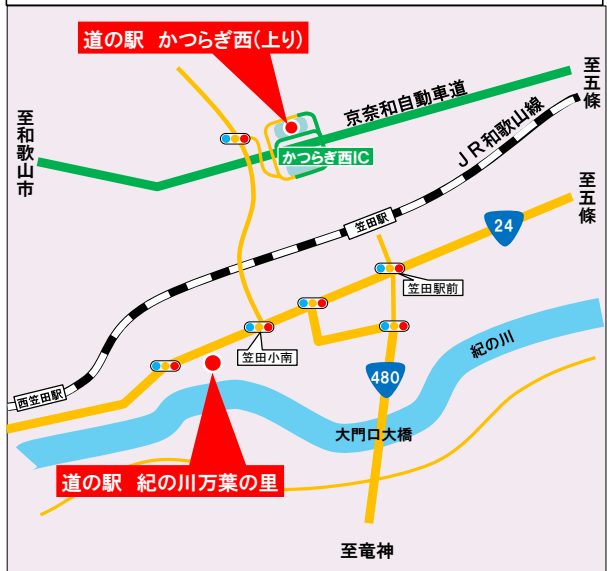 道の駅 かつらぎ西(上り)
至五條
京奈和自動車道
至和歌山市
JR和歌山線
かつらぎ西IC
至五條
笠田駅
24
笠田駅前
紀の川
笠田小南
480
西笠田駅
大門口大橋
道の駅 紀の川万葉の里
至竜神